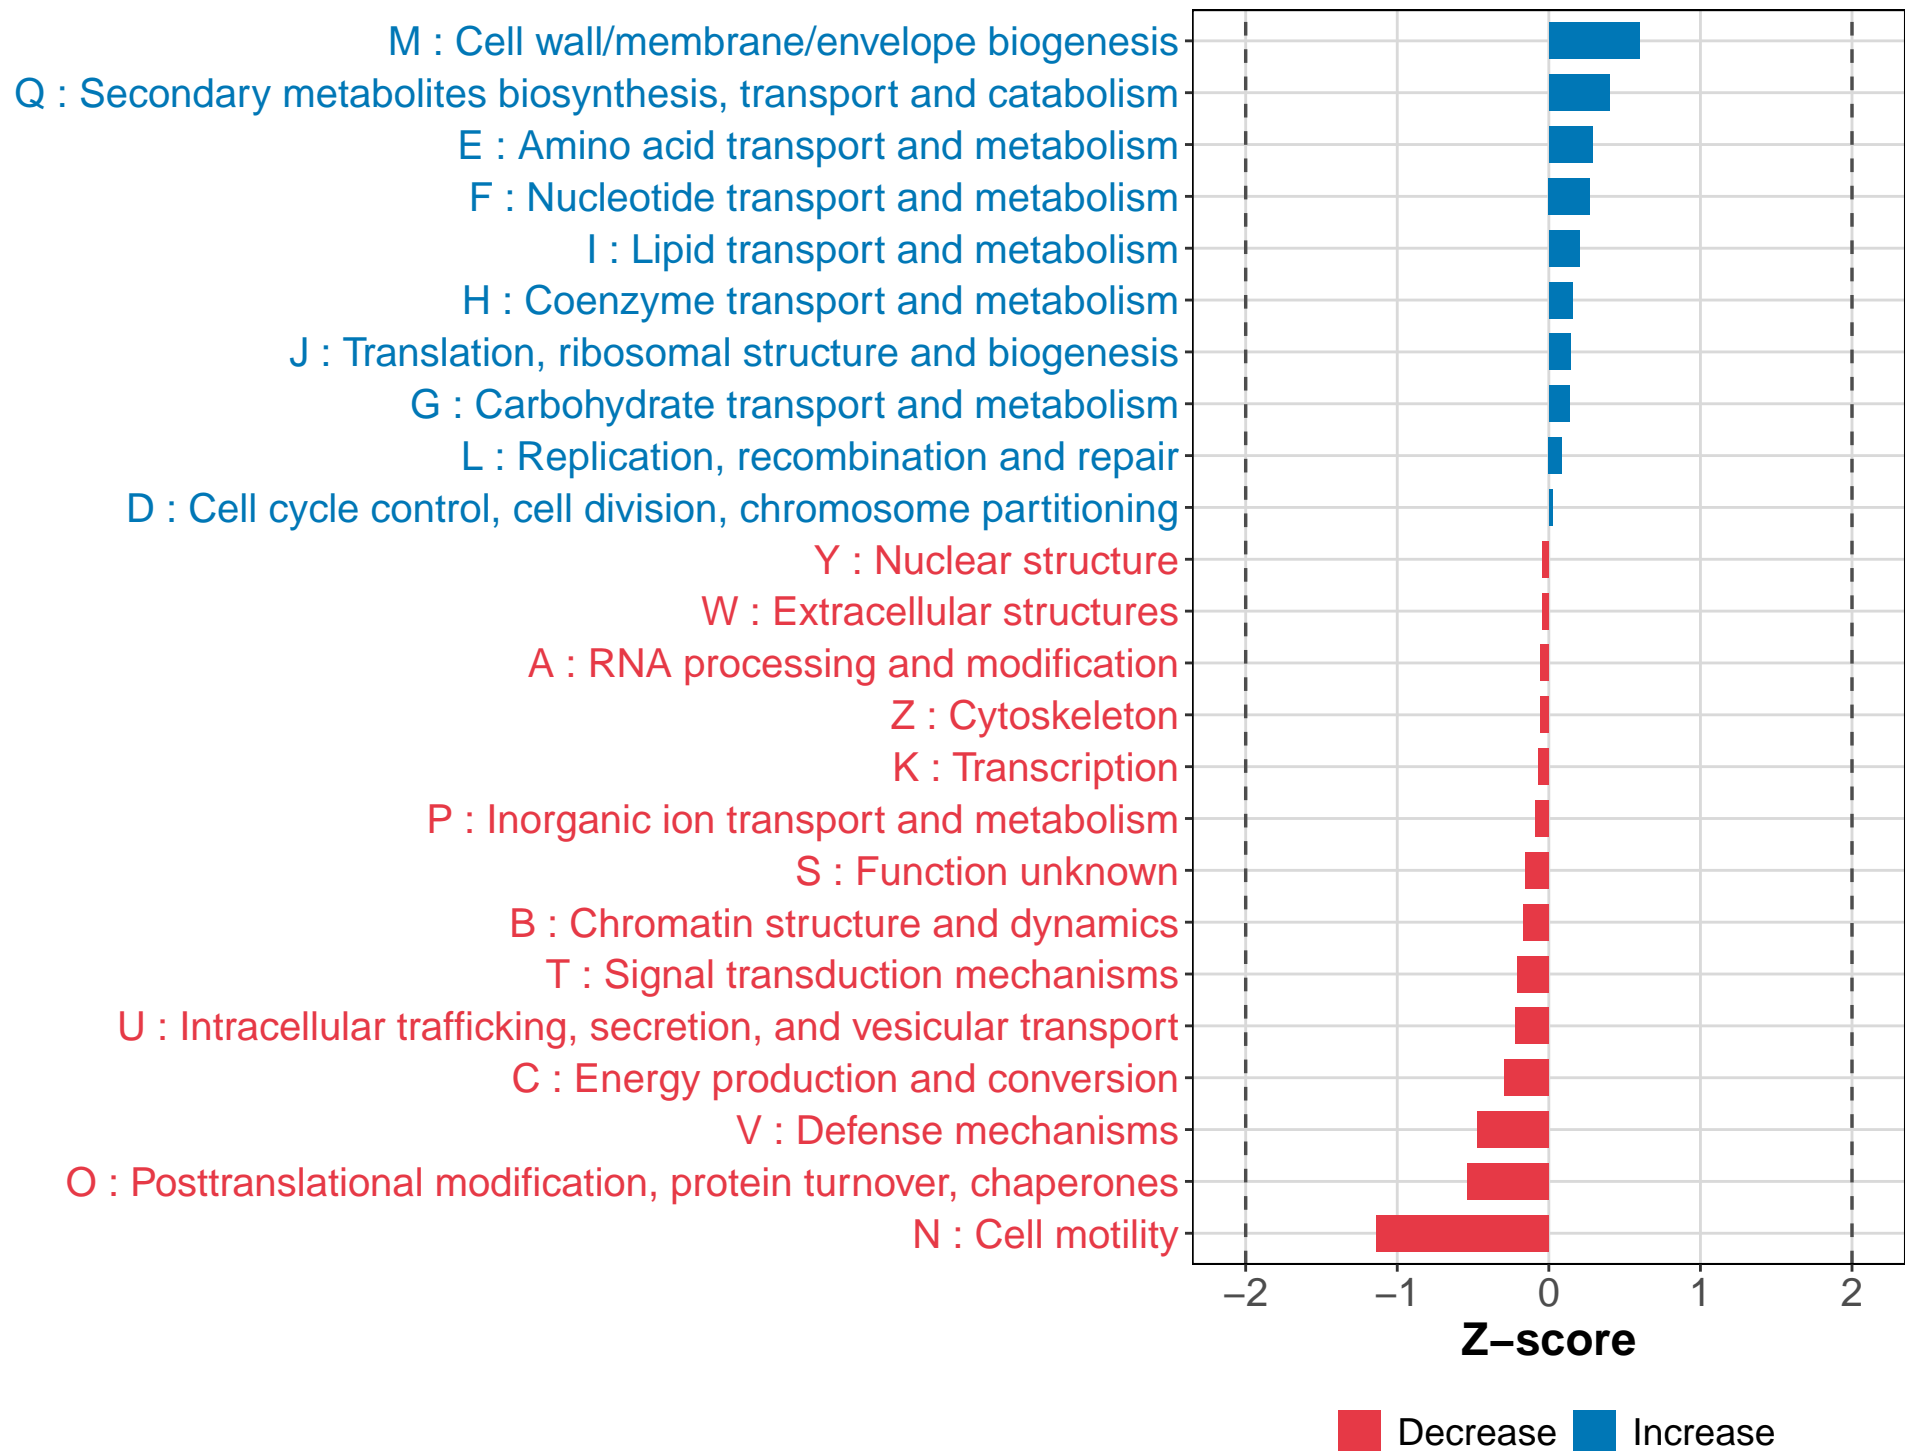 M : Cell wall/membrane/envelope biogenesis
Q : Secondary metabolites biosynthesis, transport and catabolism
E : Amino acid transport and metabolism
F : Nucleotide transport and metabolism
I : Lipid transport and metabolism
H : Coenzyme transport and metabolism
J : Translation, ribosomal structure and biogenesis
G : Carbohydrate transport and metabolism
L : Replication, recombination and repair
D : Cell cycle control, cell division, chromosome partitioning
Y : Nuclear structure
W : Extracellular structures
A : RNA processing and modification
Z : Cytoskeleton
K : Transcription
P : Inorganic ion transport and metabolism
S : Function unknown
B : Chromatin structure and dynamics
T : Signal transduction mechanisms
U : Intracellular trafficking, secretion, and vesicular transport
C : Energy production and conversion
V : Defense mechanisms
O : Posttranslational modification, protein turnover, chaperones
N : Cell motility
−2 −1 0 1 2
Z−score
Decrease Increase